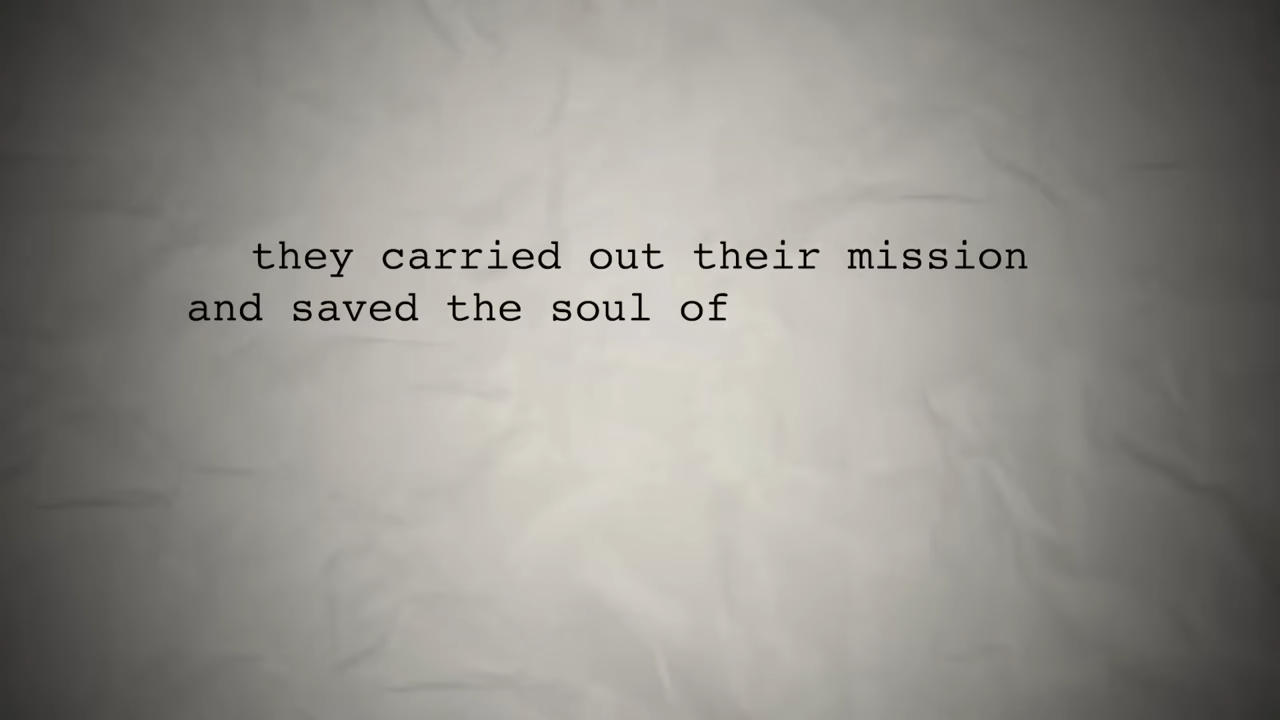 they carried out their mission
and saved the soul of